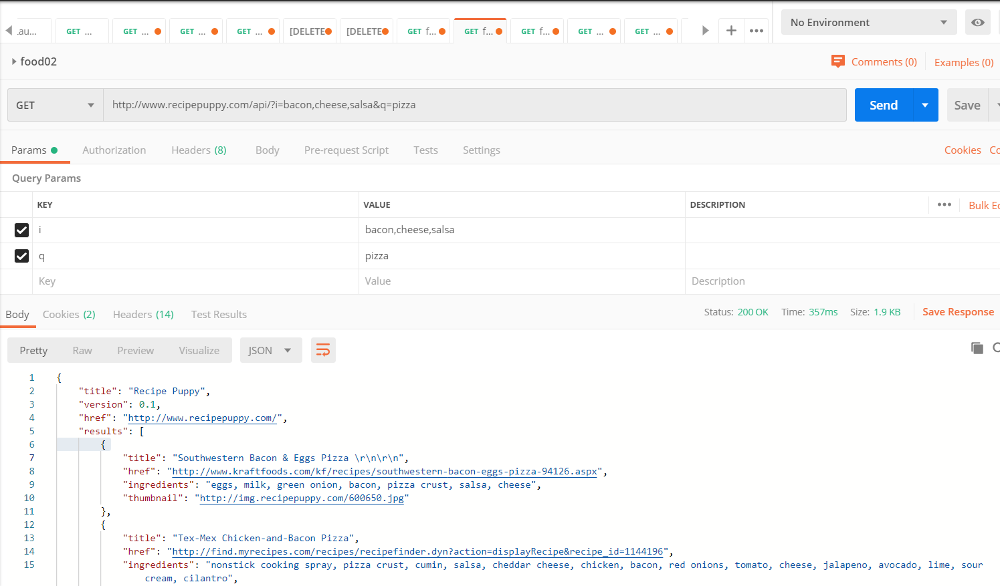 .au... GET ... GET ... GET ... GET ... [DELETE [DELETE GET f... GET f... GET f... GET ... GET ... No Environment
food02 Comments (0) Examples (0)
GET http://www.recipepuppy.com/api/?i=bacon,cheese,salsa&q=pizza Send Save
Params Authorization Headers (8) Body Pre-request Script Tests Settings Cookies Co
Query Params
KEY VALUE DESCRIPTION Bulk Ed
i bacon,cheese,salsa
q pizza
Key Value Description
Body Cookies (2) Headers (14) Test Results Status: 200 OK Time: 357ms Size: 1.9 KB Save Response
Pretty Raw Preview Visualize JSON
1 {
2 "title": "Recipe Puppy",
3 "version": 0.1,
4 "href": "http://www.recipepuppy.com/",
5 "results": [
6 {
7 "title": "Southwestern Bacon & Eggs Pizza \r\n\r\n",
8 "href": "http://www.kraftfoods.com/kf/recipes/southwestern-bacon-eggs-pizza-94126.aspx",
9 "ingredients": "eggs, milk, green onion, bacon, pizza crust, salsa, cheese",
10 "thumbnail": "http://img.recipepuppy.com/600650.jpg"
11 },
12 {
13 "title": "Tex-Mex Chicken-and-Bacon Pizza",
14 "href": "http://find.myrecipes.com/recipes/recipefinder.dyn?action=displayRecipe&recipe_id=1144196",
15 "ingredients": "nonstick cooking spray, pizza crust, cumin, salsa, cheddar cheese, chicken, bacon, red onions, tomato, cheese, jalapeno, avocado, lime, sour
cream, cilantro",